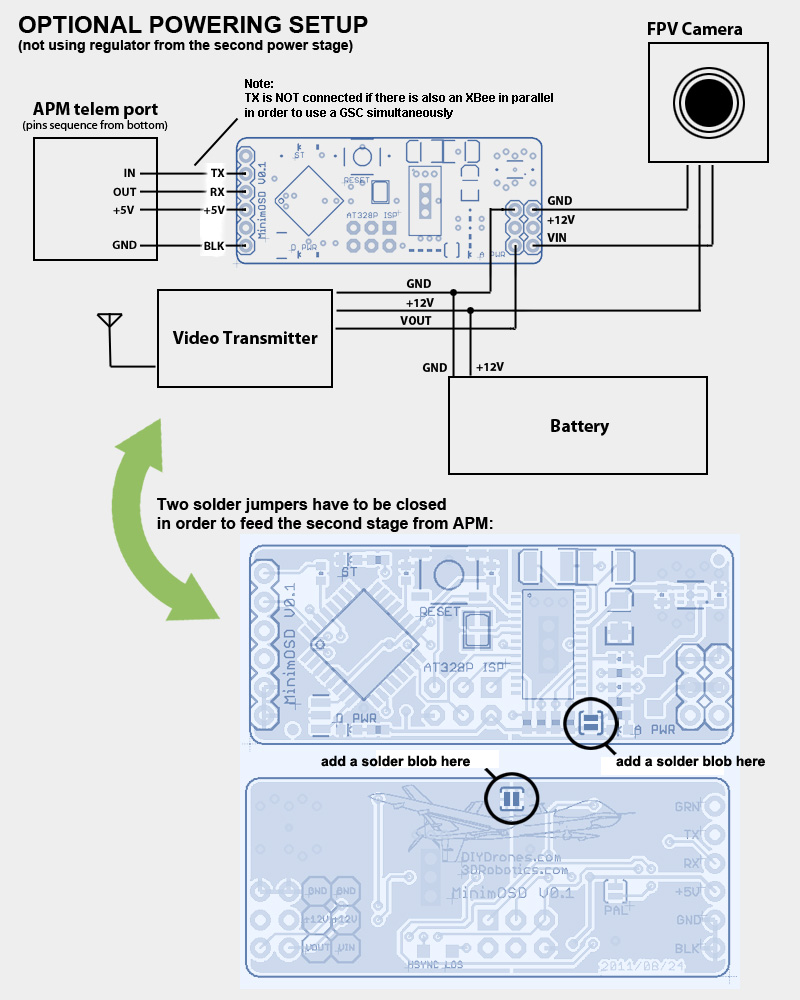 OPTIONAL POWERING SETUP
(not using regulator from the second power stage)
FPV Camera
Note:
TX is NOT connected if there is also an XBee in parallel
in order to use a GSC simultaneously
APM telem port
(pins sequence from bottom)
IN
OUT
+5V
GND
TX
RX
+5V
BLK
MinimOSD V0.1
ST
RESET
AT328P ISP
D PWR
A PWR
GND
+12V
VIN
GND
+12V
VOUT
Video Transmitter
GND
+12V
Battery
Two solder jumpers have to be closed
in order to feed the second stage from APM:
MinimOSD V0.1
ST
RESET
AT328P ISP
D PWR
A PWR
add a solder blob here
add a solder blob here
GRN
TX
RX
+5V
GND
BLK
DIYDrones.com
3DRobotics.com
MinimOSD V0.1
PAL
GND GND
+12V +12V
VOUT VIN
HSYNC LOS
2011/08/24